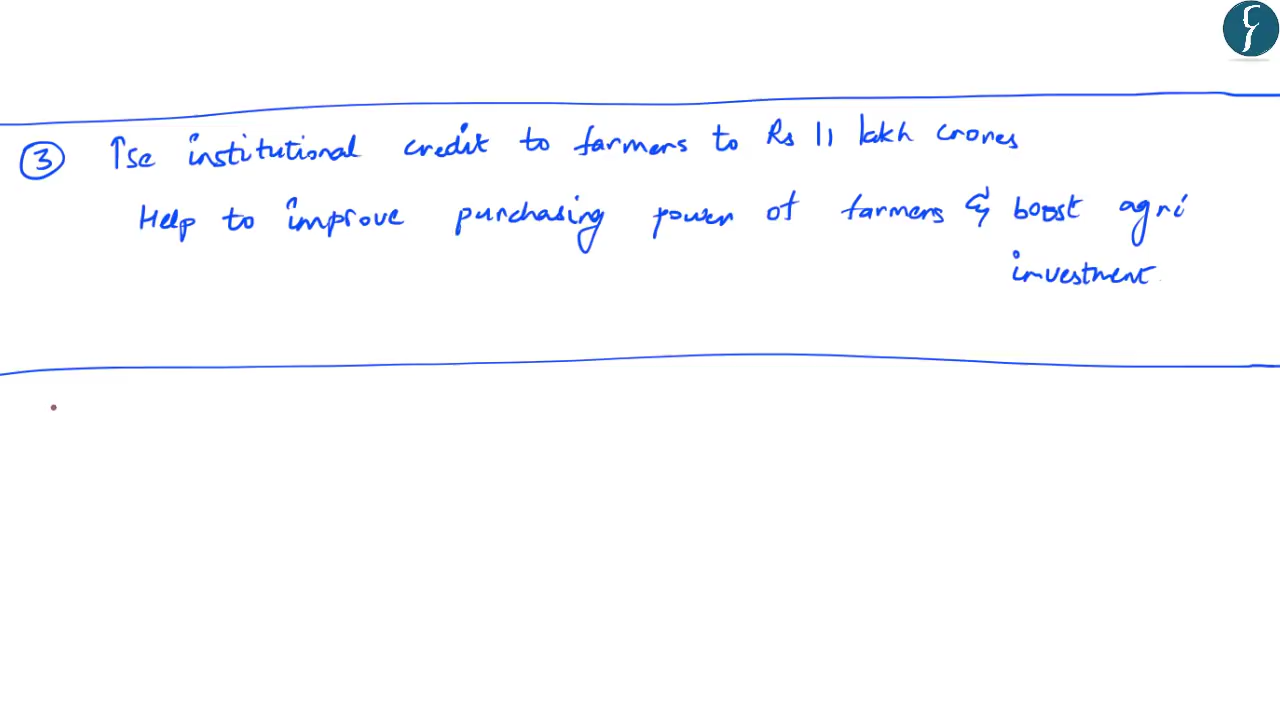 ③ ↑se institutional credit to farmers to Rs 11 lakh crores
Help to improve purchasing power of farmers & boost agri
investment